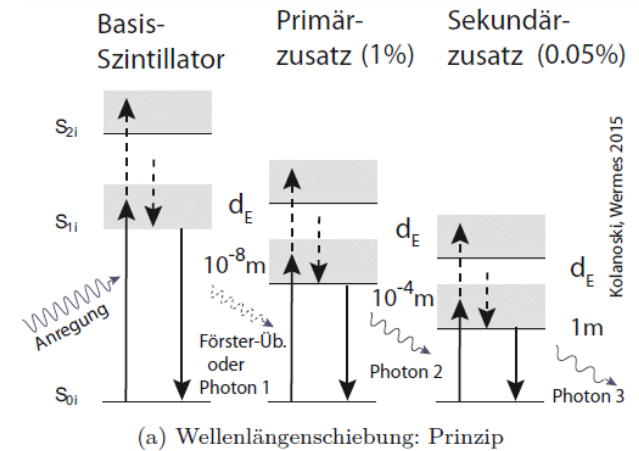 Basis-
Szintillator
Primär-
zusatz (1%)
Sekundär-
zusatz (0.05%)
S2i
S1i
S0i
Anregung
dE
10-8m
Förster-Üb.
oder
Photon 1
dE
10-4m
Photon 2
dE
1m
Photon 3
Kolanoski, Wermes 2015
(a) Wellenlängenschiebung: Prinzip